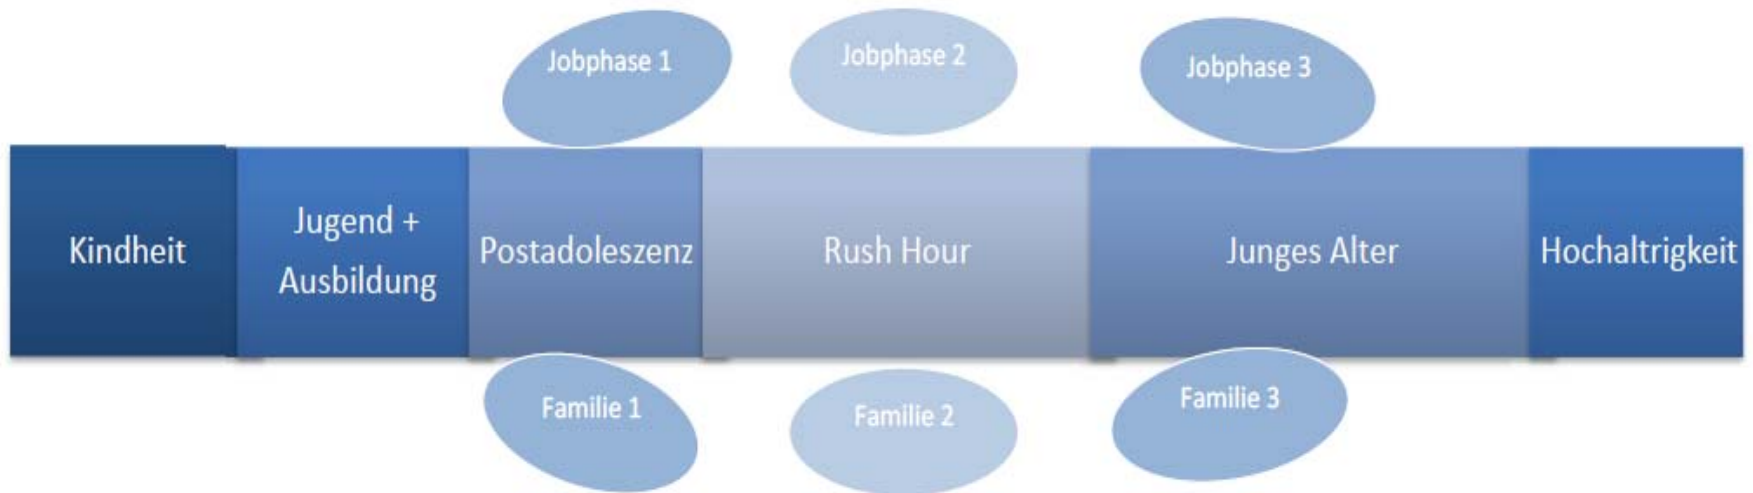 Jobphase 1
Jobphase 2
Jobphase 3
Kindheit
Jugend +
Ausbildung
Postadoleszenz
Rush Hour
Junges Alter
Hochaltrigkeit
Familie 1
Familie 2
Familie 3